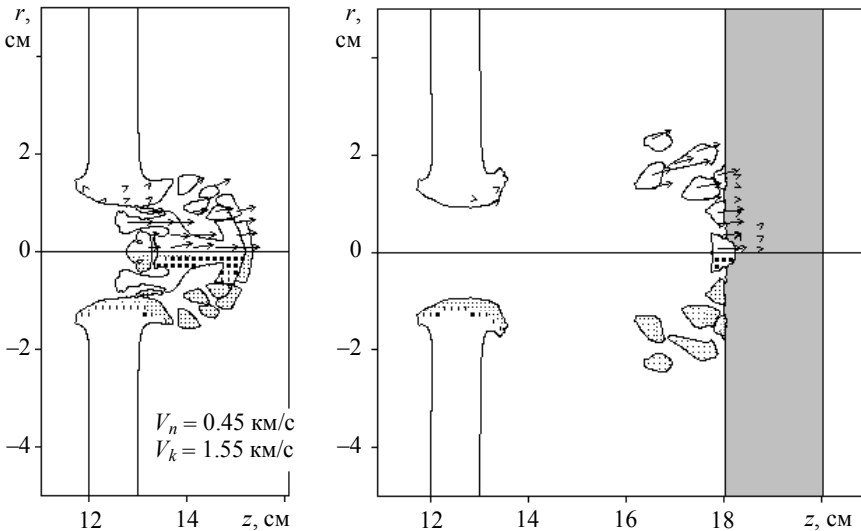 r,
см
2
0
−2
−4
V_n = 0.45 км/с
V_k = 1.55 км/с
12 14 z, см
r,
см
2
0
−2
−4
12 14 16 18 z, см